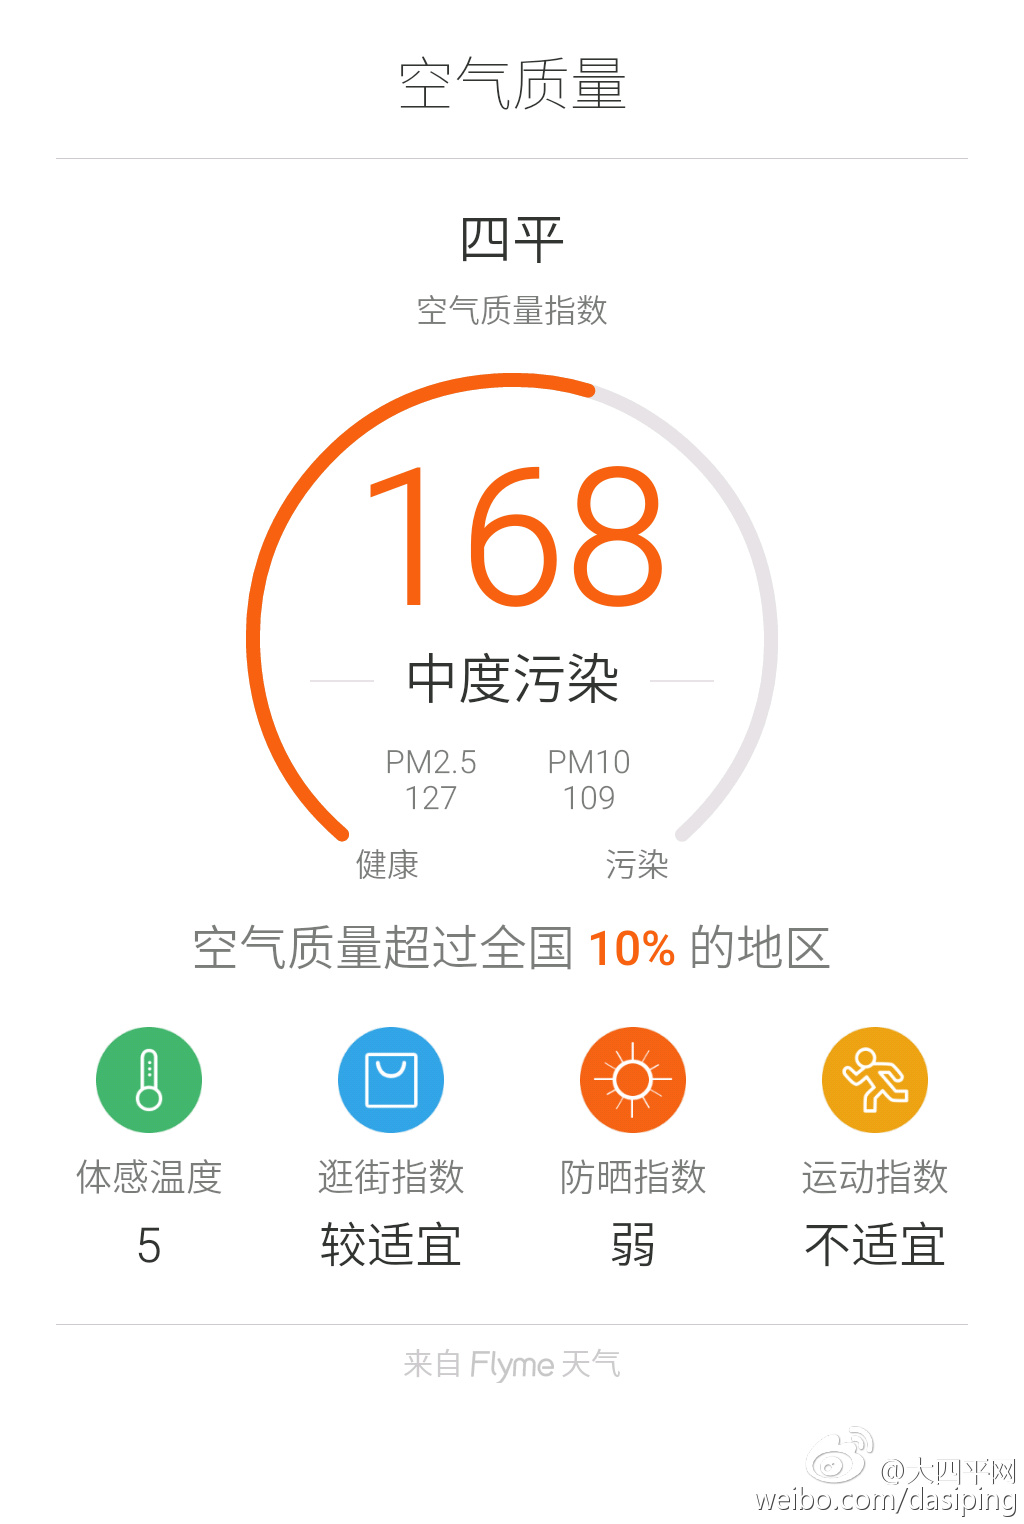 空气质量
四平
空气质量指数
168
中度污染
PM2.5 PM10
127 109
健康 污染
空气质量超过全国 10% 的地区
体感温度 逛街指数 防晒指数 运动指数
5 较适宜 弱 不适宜
来自 Flyme 天气
@大四平网
weibo.com/dasiping